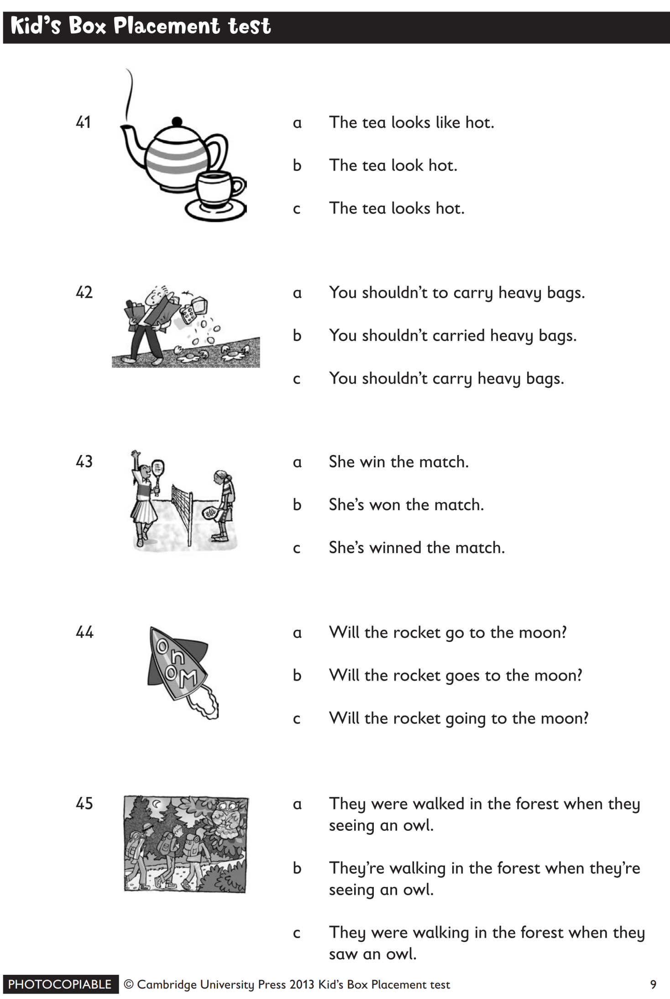 Kid's Box Placement test
41
a The tea looks like hot.
b The tea look hot.
c The tea looks hot.
42
a You shouldn't to carry heavy bags.
b You shouldn't carried heavy bags.
c You shouldn't carry heavy bags.
43
a She win the match.
b She's won the match.
c She's winned the match.
44
On
OM
a Will the rocket go to the moon?
b Will the rocket goes to the moon?
c Will the rocket going to the moon?
45
a They were walked in the forest when they
seeing an owl.
b They're walking in the forest when they're
seeing an owl.
c They were walking in the forest when they
saw an owl.
PHOTOCOPIABLE © Cambridge University Press 2013 Kid's Box Placement test 9